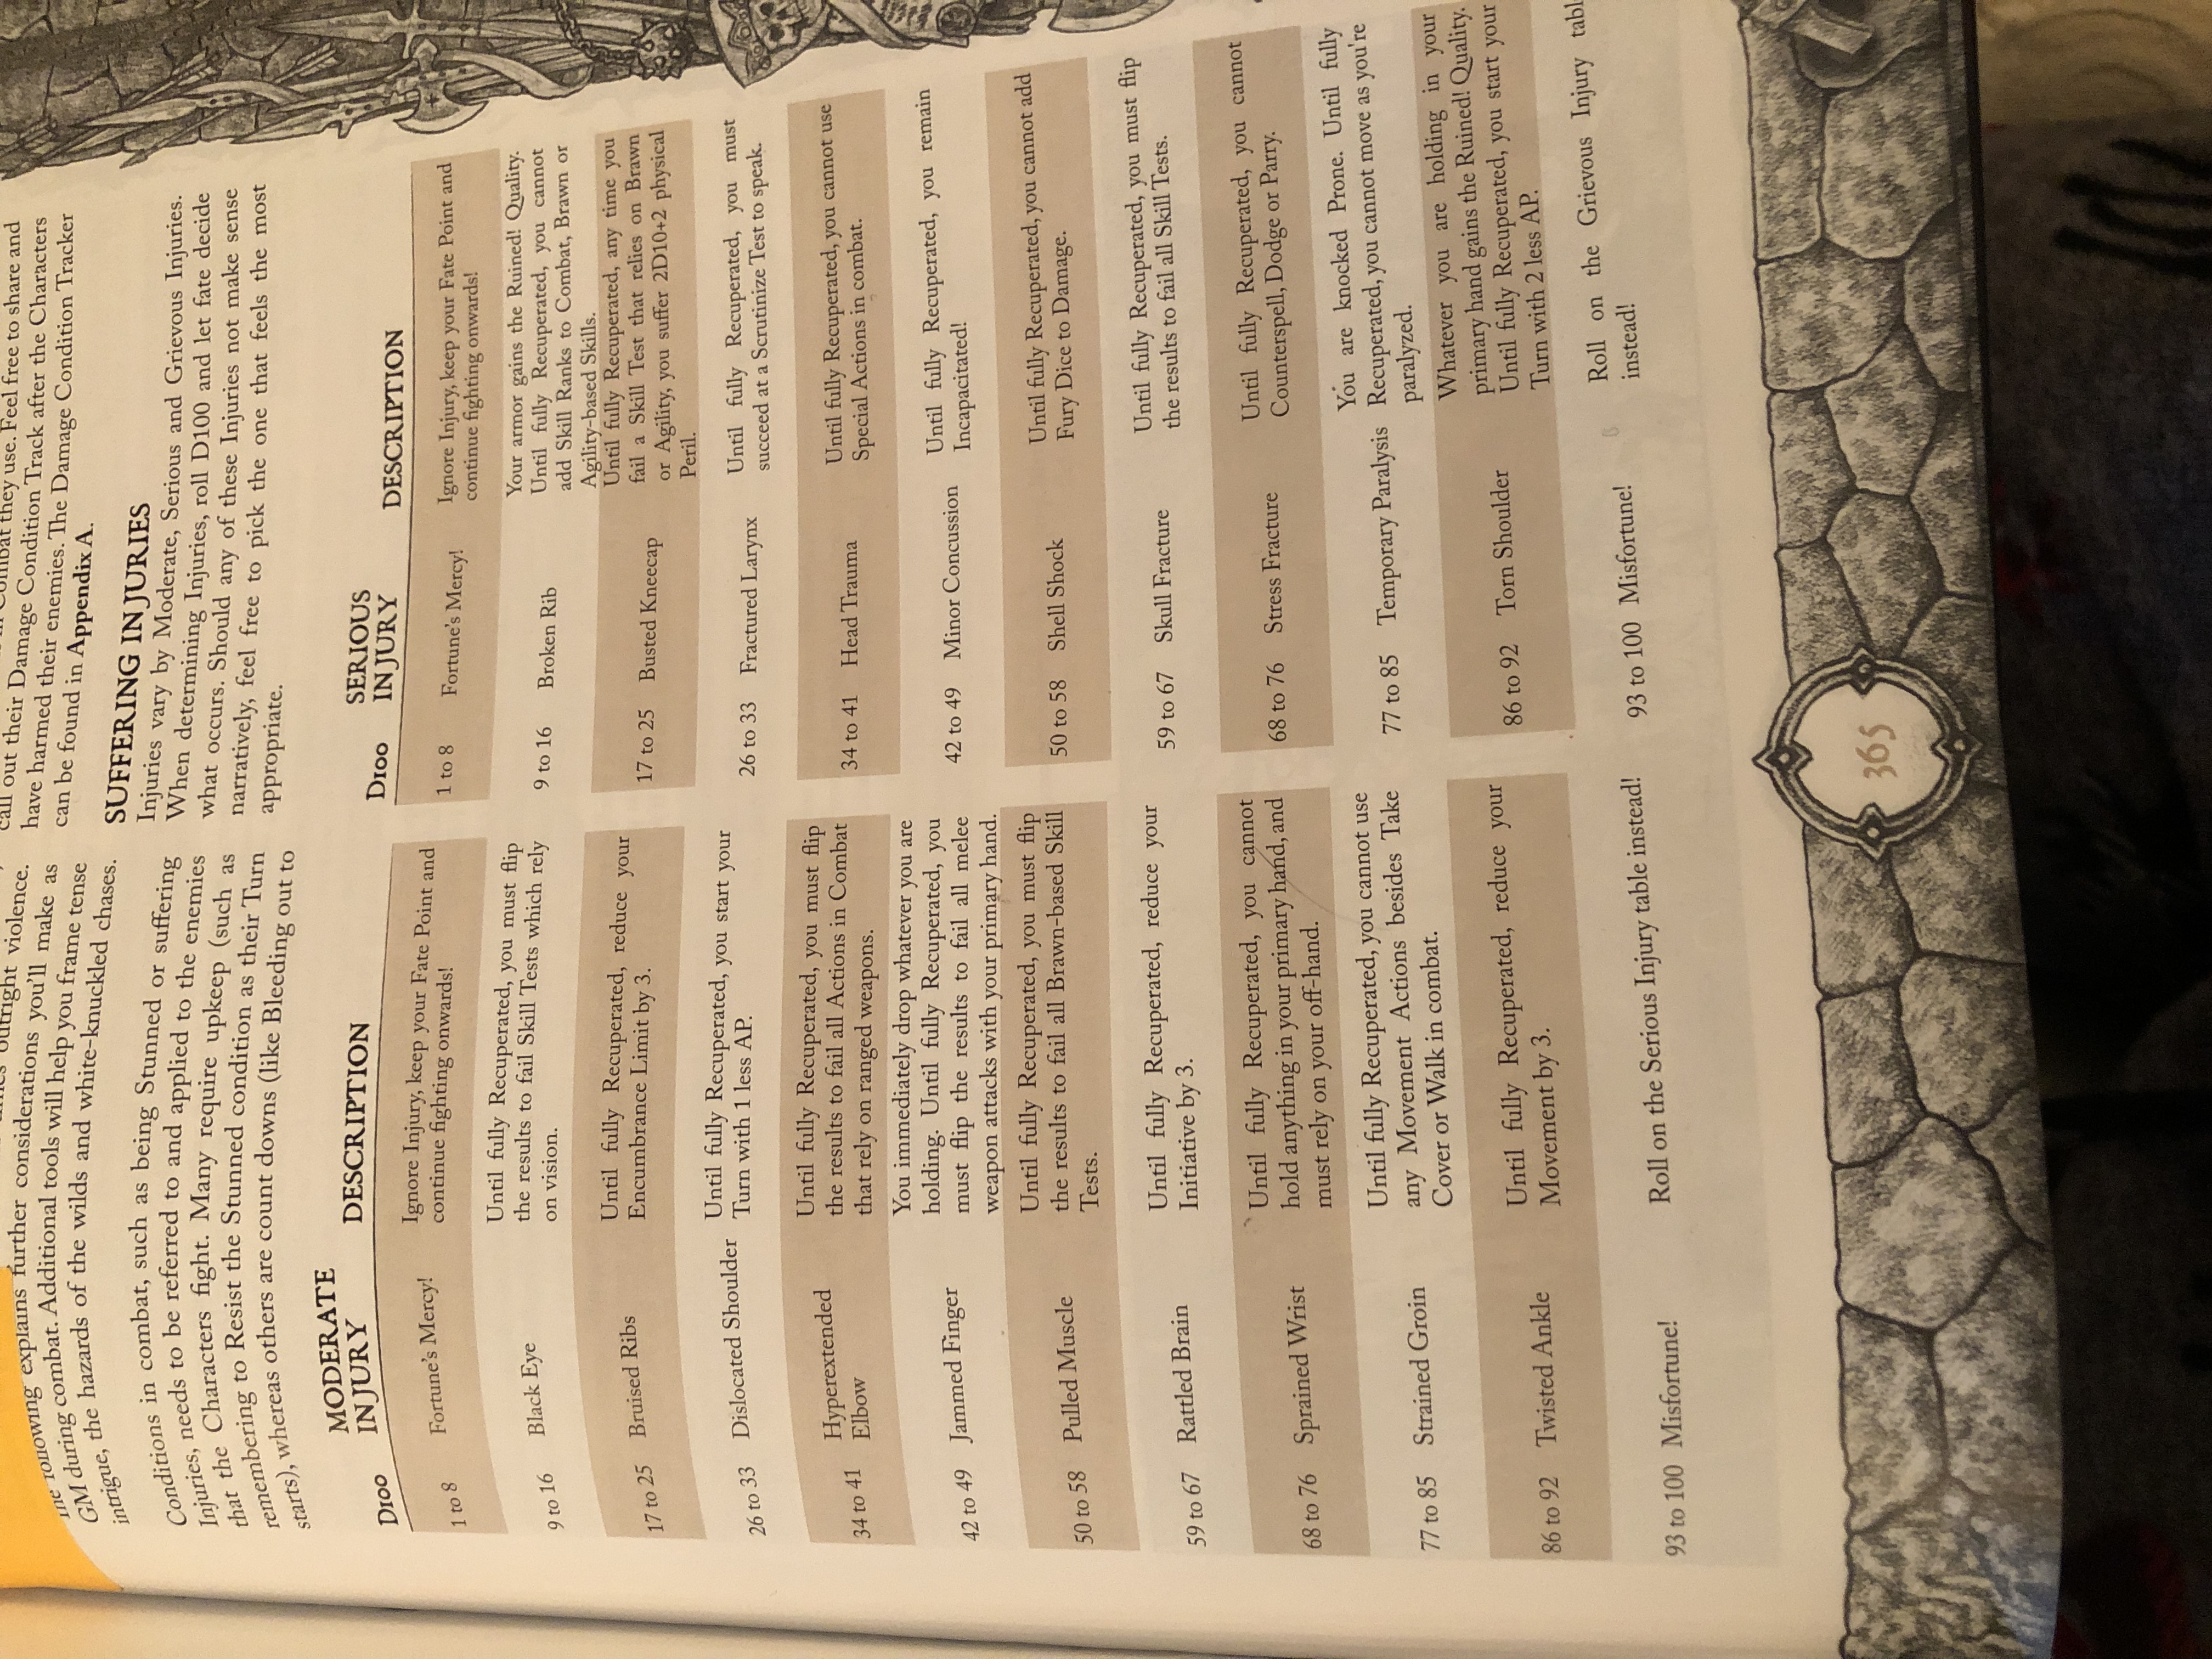 outright violence.
The following explains further considerations you'll make as
GM during combat. Additional tools will help you frame tense
intrigue, the hazards of the wilds and white-knuckled chases.
Conditions in combat, such as being Stunned or suffering
Injuries, needs to be referred to and applied to the enemies
that the Characters fight. Many require upkeep (such as
remembering to Resist the Stunned condition as their Turn
starts), whereas others are count downs (like Bleeding out to
Combat they use. Feel free to share and
call out their Damage Condition Track after the Characters
have harmed their enemies. The Damage Condition Tracker
can be found in Appendix A.
SUFFERING INJURIES
Injuries vary by Moderate, Serious and Grievous Injuries.
When determining Injuries, roll D100 and let fate decide
what occurs. Should any of these Injuries not make sense
narratively, feel free to pick the one that feels the most
appropriate.
D100 MODERATE INJURY DESCRIPTION
1 to 8 Fortune's Mercy! Ignore Injury, keep your Fate Point and
continue fighting onwards!
9 to 16 Black Eye Until fully Recuperated, you must flip
the results to fail Skill Tests which rely
on vision.
17 to 25 Bruised Ribs Until fully Recuperated, reduce your
Encumbrance Limit by 3.
26 to 33 Dislocated Shoulder Until fully Recuperated, you start your
Turn with 1 less AP.
34 to 41 Hyperextended Elbow Until fully Recuperated, you must flip
the results to fail all Actions in Combat
that rely on ranged weapons.
42 to 49 Jammed Finger You immediately drop whatever you are
holding. Until fully Recuperated, you
must flip the results to fail all melee
weapon attacks with your primary hand.
50 to 58 Pulled Muscle Until fully Recuperated, you must flip
the results to fail all Brawn-based Skill
Tests.
59 to 67 Rattled Brain Until fully Recuperated, reduce your
Initiative by 3.
68 to 76 Sprained Wrist Until fully Recuperated, you cannot
hold anything in your primary hand, and
must rely on your off-hand.
77 to 85 Strained Groin Until fully Recuperated, you cannot use
any Movement Actions besides Take
Cover or Walk in combat.
86 to 92 Twisted Ankle Until fully Recuperated, reduce your
Movement by 3.
93 to 100 Misfortune! Roll on the Serious Injury table instead!
D100 SERIOUS INJURY DESCRIPTION
1 to 8 Fortune's Mercy! Ignore Injury, keep your Fate Point and
continue fighting onwards!
9 to 16 Broken Rib Your armor gains the Ruined! Quality.
Until fully Recuperated, you cannot
add Skill Ranks to Combat, Brawn or
Agility-based Skills.
17 to 25 Busted Kneecap Until fully Recuperated, any time you
fail a Skill Test that relies on Brawn
or Agility, you suffer 2D10+2 physical
Peril.
26 to 33 Fractured Larynx Until fully Recuperated, you must
succeed at a Scrutinize Test to speak.
34 to 41 Head Trauma Until fully Recuperated, you cannot use
Special Actions in combat.
42 to 49 Minor Concussion Until fully Recuperated, you remain
Incapacitated!
50 to 58 Shell Shock Until fully Recuperated, you cannot add
Fury Dice to Damage.
59 to 67 Skull Fracture Until fully Recuperated, you must flip
the results to fail all Skill Tests.
68 to 76 Stress Fracture Until fully Recuperated, you cannot
Counterspell, Dodge or Parry.
77 to 85 Temporary Paralysis You are knocked Prone. Until fully
Recuperated, you cannot move as you're
paralyzed.
86 to 92 Torn Shoulder Whatever you are holding in your
primary hand gains the Ruined! Quality.
Until fully Recuperated, you start your
Turn with 2 less AP.
93 to 100 Misfortune! Roll on the Grievous Injury tabl
instead!
365